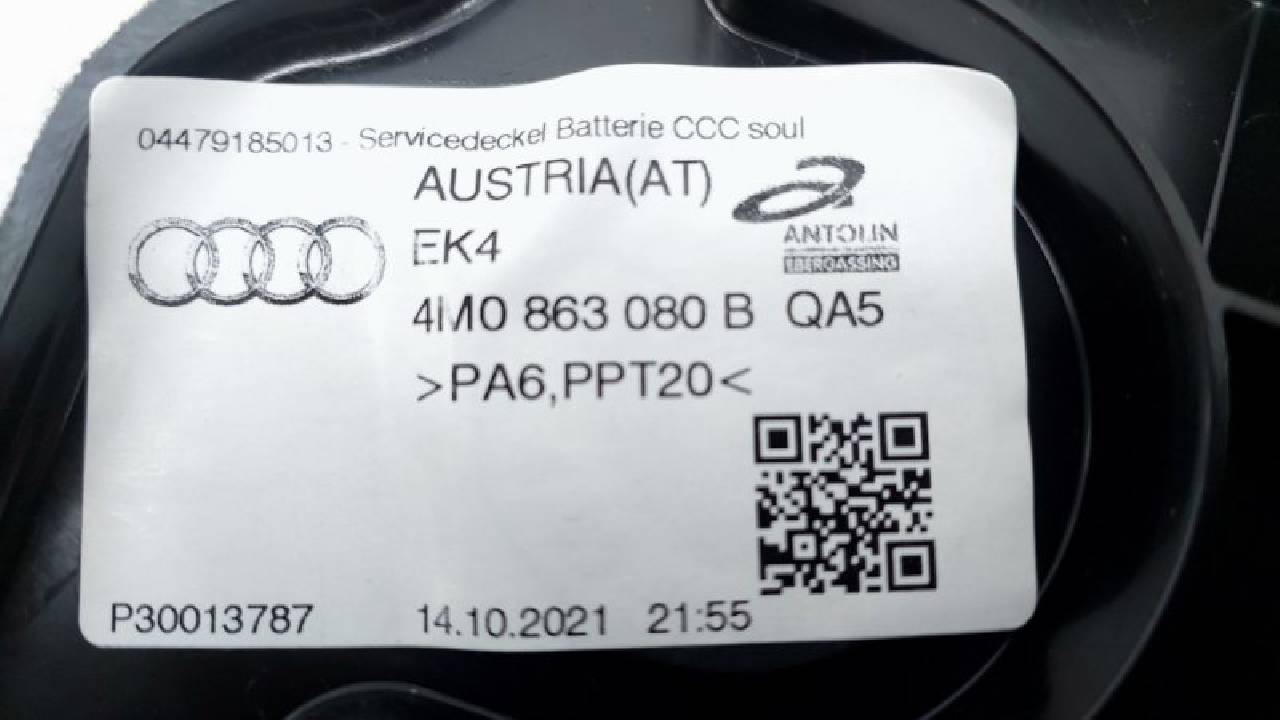 04479185013 - Servicedeckel Batterie CCC soul
AUSTRIA(AT)
EK4
ANTOLIN
EBERGASSING
4M0 863 080 B QA5
>PA6,PPT20<
P30013787 14.10.2021 21:55